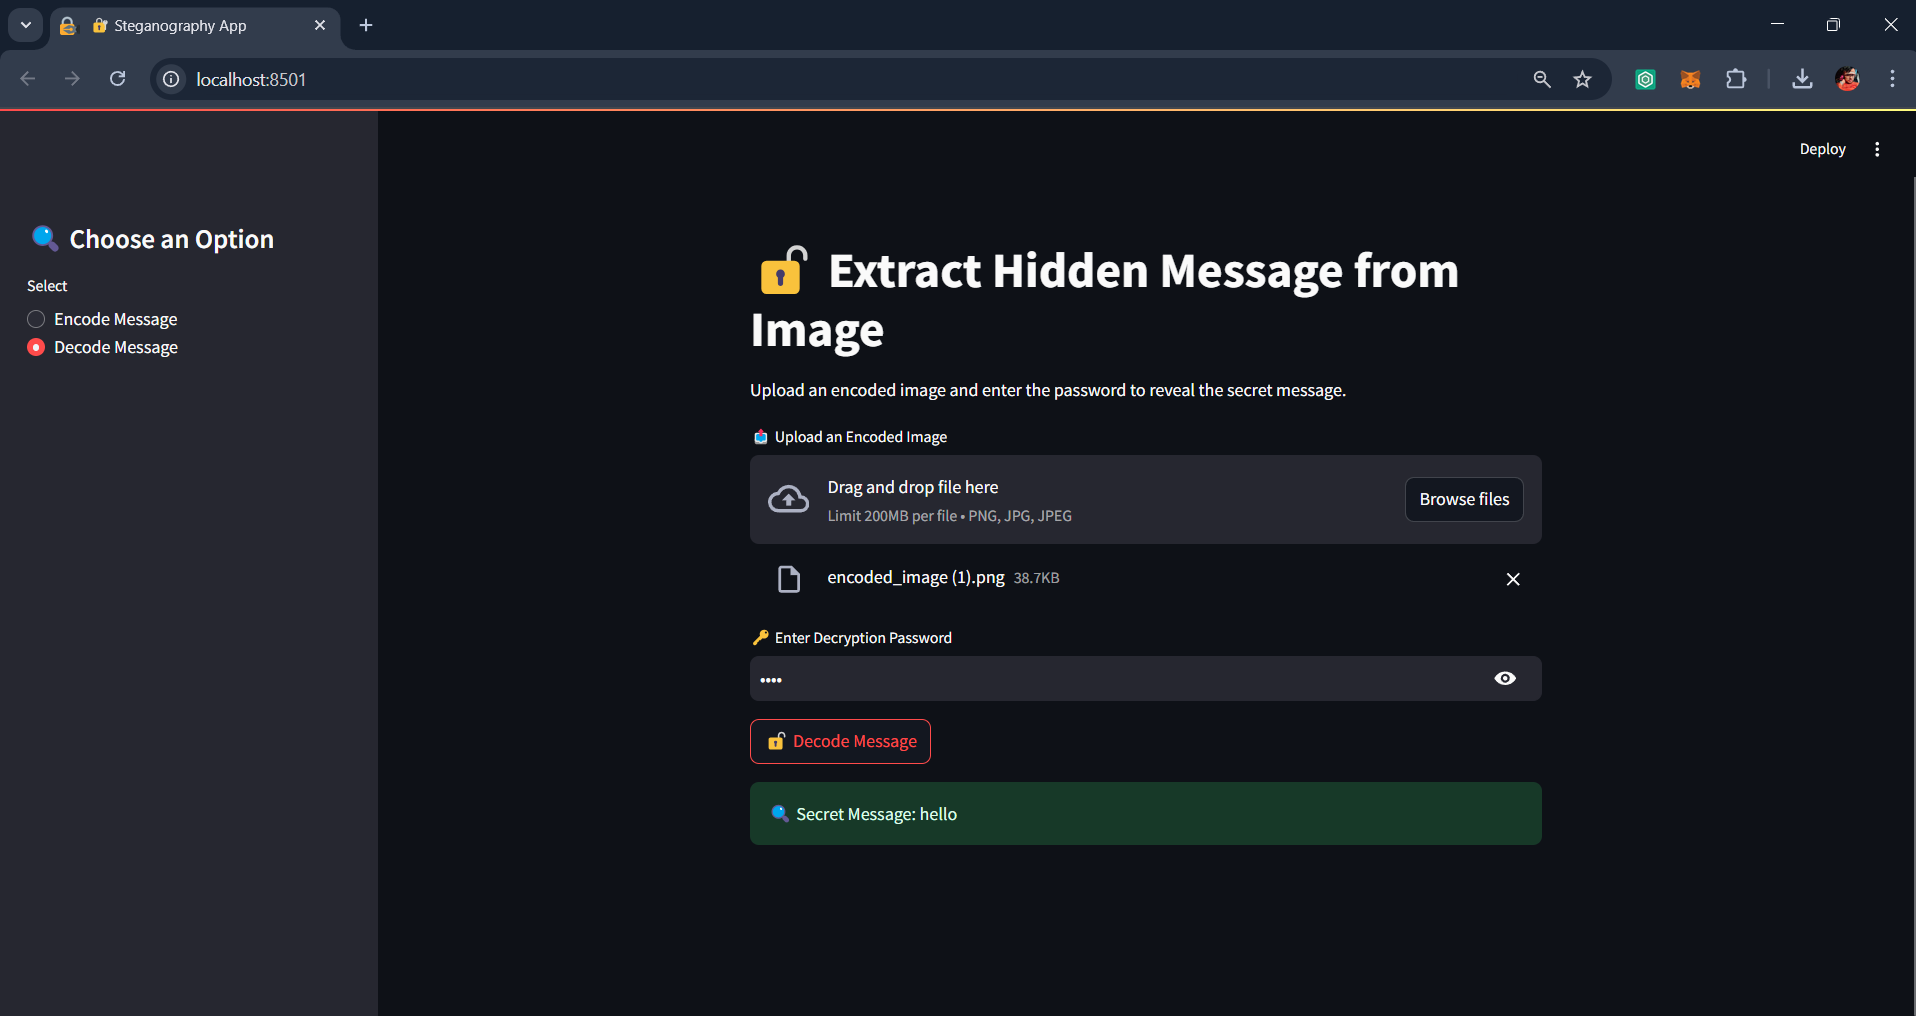 Steganography App
localhost:8501
Deploy
Choose an Option
Select
Encode Message
Decode Message
Extract Hidden Message from
Image
Upload an encoded image and enter the password to reveal the secret message.
Upload an Encoded Image
Drag and drop file here
Limit 200MB per file • PNG, JPG, JPEG
Browse files
encoded_image (1).png 38.7KB
Enter Decryption Password
••••
Decode Message
Secret Message: hello